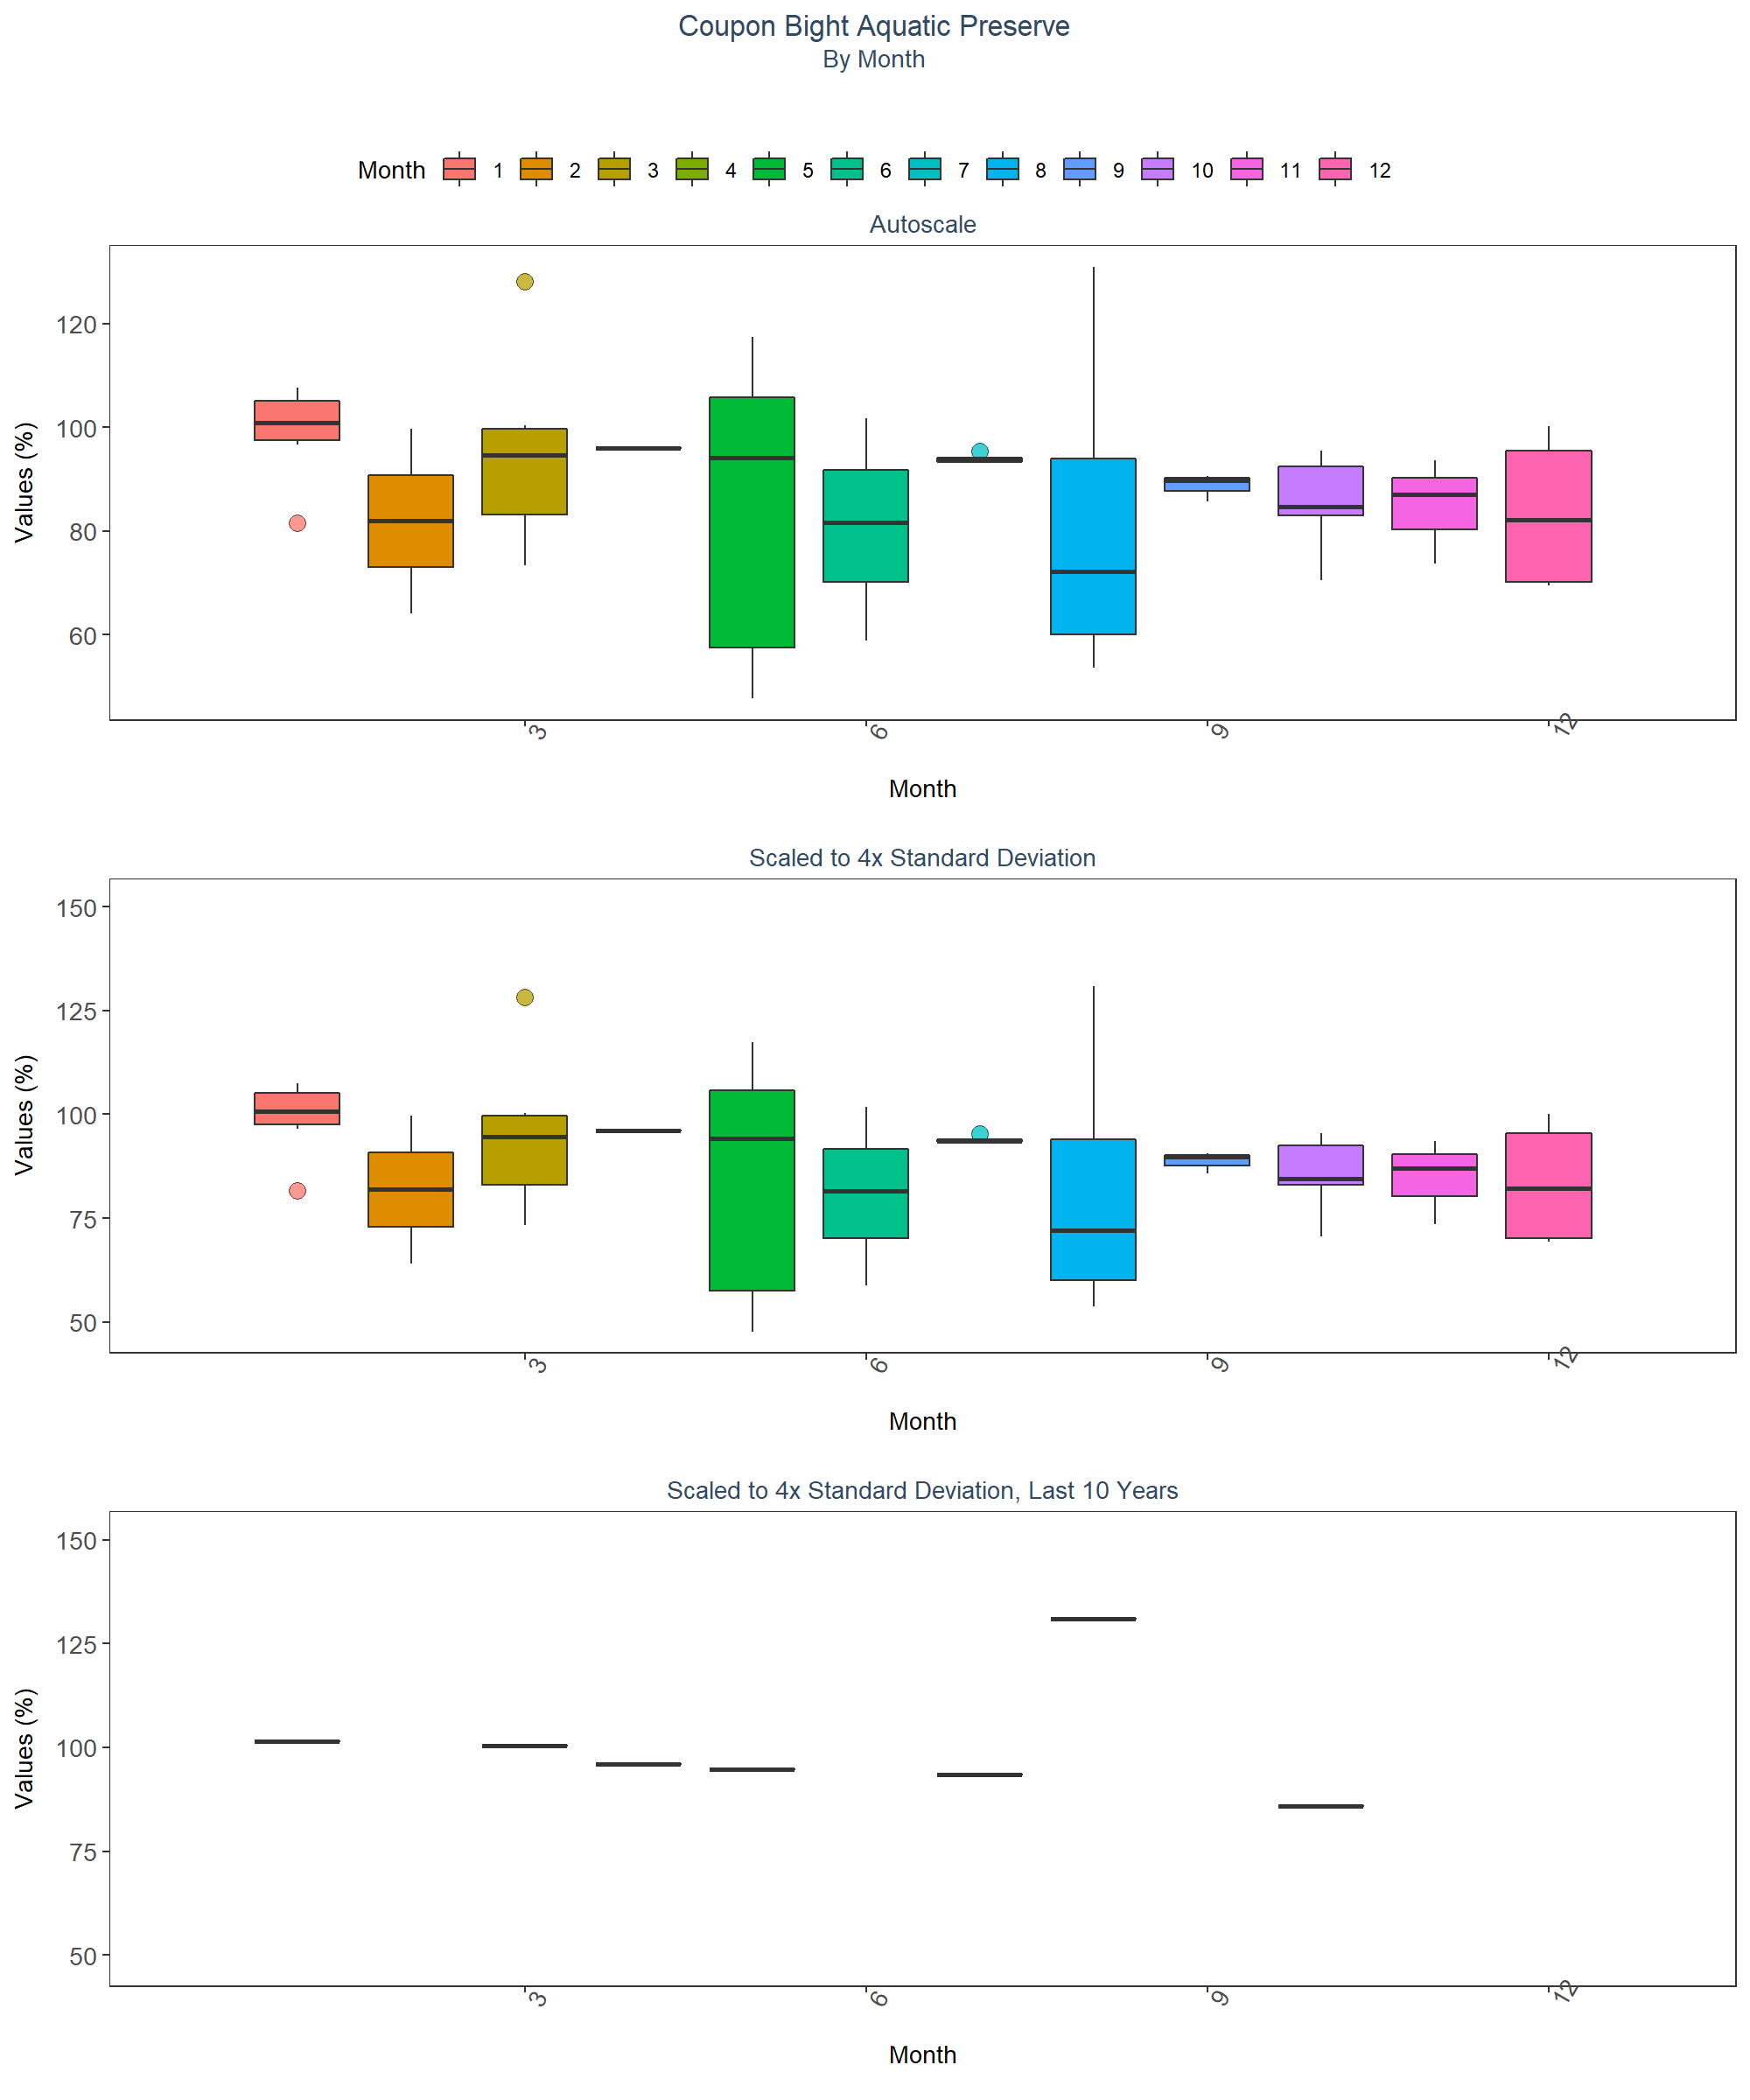 Coupon Bight Aquatic Preserve
By Month
Month 1 2 3 4 5 6 7 8 9 10 11 12
Autoscale
Values (%)
120
100
80
60
3 6 9 12
Month
Scaled to 4x Standard Deviation
Values (%)
150
125
100
75
50
3 6 9 12
Month
Scaled to 4x Standard Deviation, Last 10 Years
Values (%)
150
125
100
75
50
3 6 9 12
Month